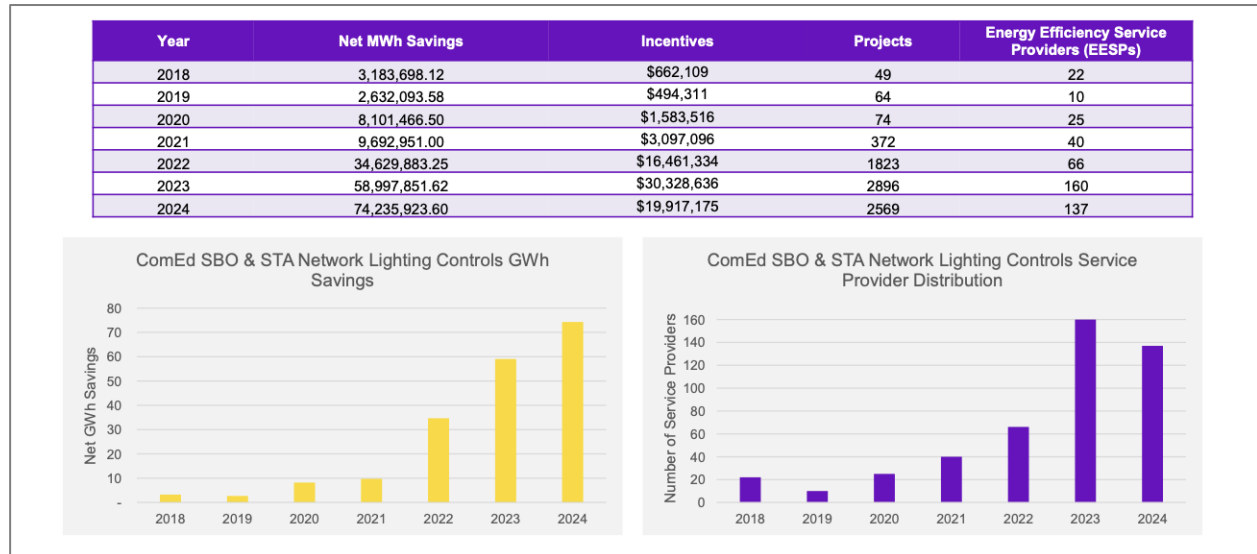 Year Net MWh Savings Incentives Projects Energy Efficiency Service Providers (EESPs)
2018 3,183,698.12 $662,109 49 22
2019 2,632,093.58 $494,311 64 10
2020 8,101,466.50 $1,583,516 74 25
2021 9,692,951.00 $3,097,096 372 40
2022 34,629,883.25 $16,461,334 1823 66
2023 58,997,851.62 $30,328,636 2896 160
2024 74,235,923.60 $19,917,175 2569 137
ComEd SBO & STA Network Lighting Controls GWh
Savings
Net GWh Savings
80
70
60
50
40
30
20
10
-
2018 2019 2020 2021 2022 2023 2024
ComEd SBO & STA Network Lighting Controls Service
Provider Distribution
Number of Service Providers
160
140
120
100
80
60
40
20
0
2018 2019 2020 2021 2022 2023 2024